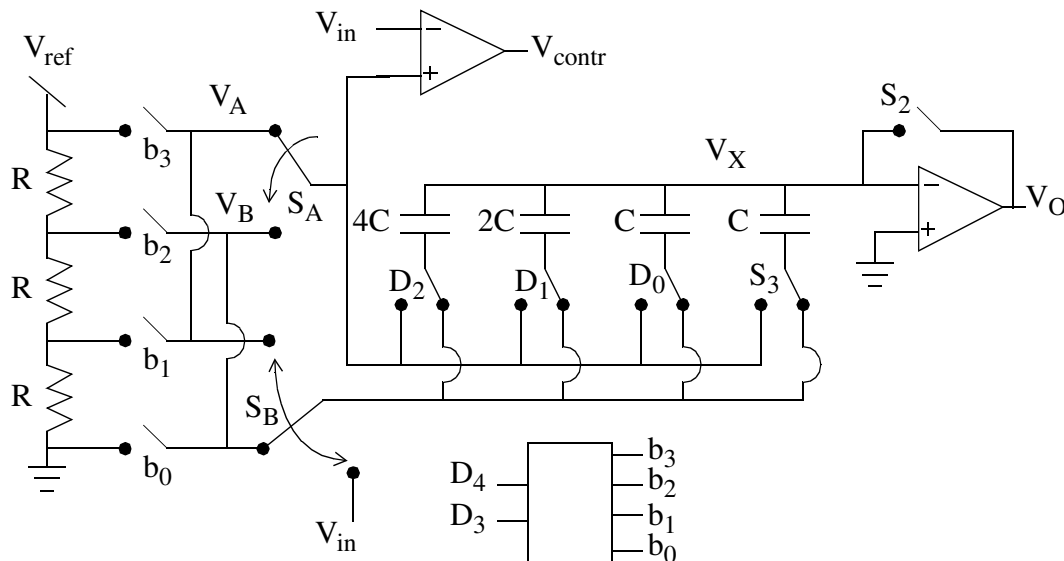 V_in
V_contr
V_ref
V_A
b_3
S_A
R
V_B
b_2
R
b_1
S_B
R
b_0
V_in
S_2
V_X
V_O
4C
2C
C
C
D_2
D_1
D_0
S_3
D_4
D_3
b_3
b_2
b_1
b_0